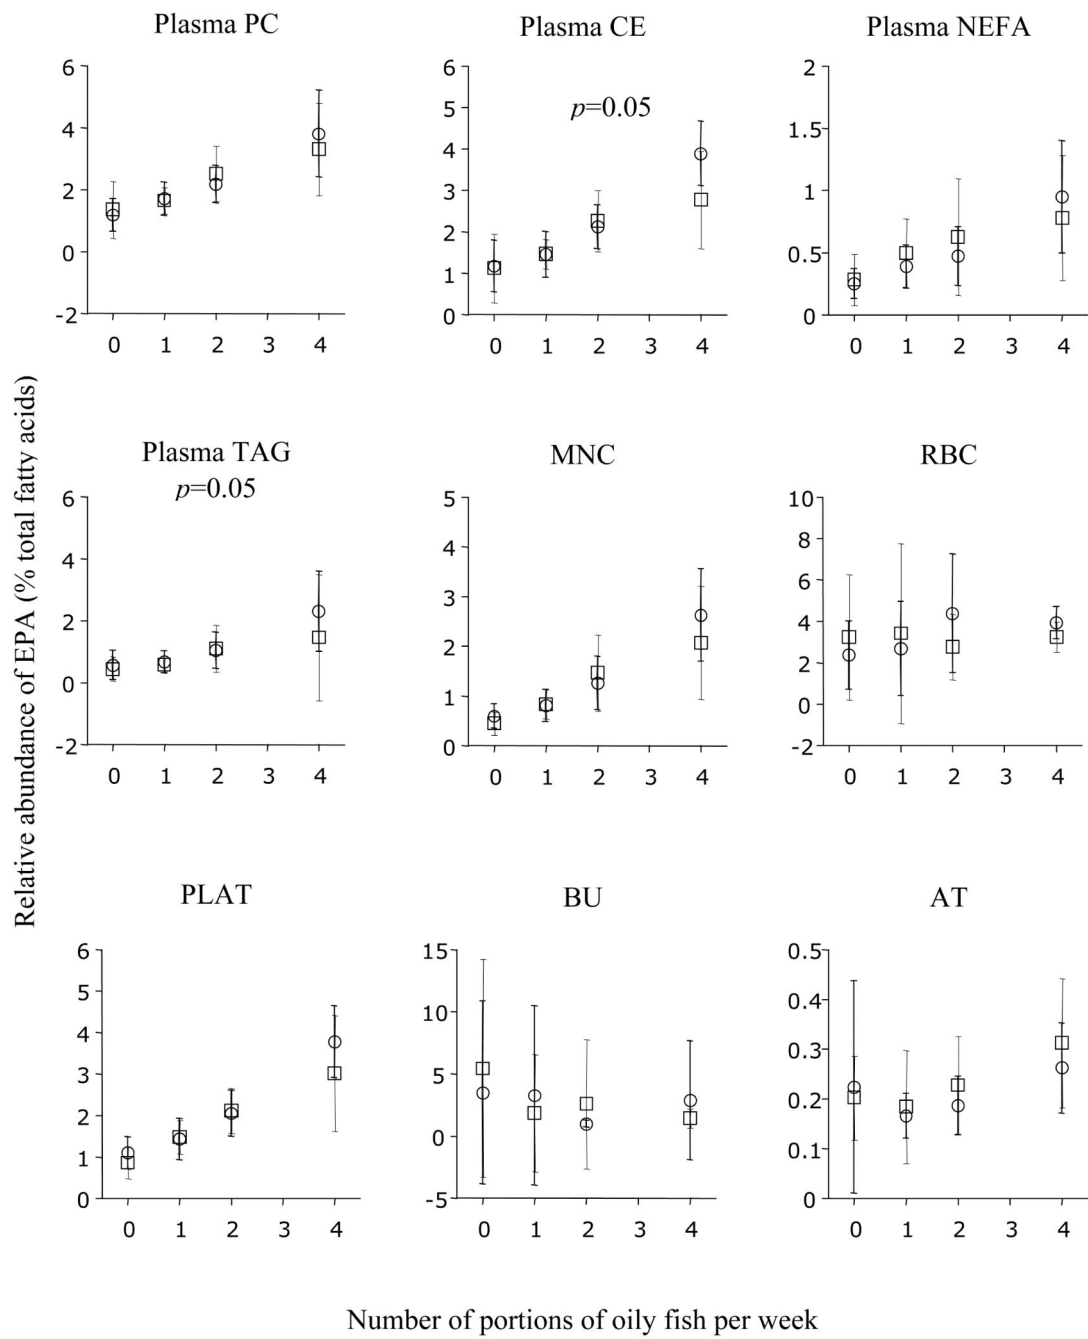 Plasma PC
Plasma CE
Plasma NEFA
6
4
2
0
-2
0 1 2 3 4
6
5
4
3
2
1
0
p=0.05
0 1 2 3 4
2
1.5
1
0.5
0
0 1 2 3 4
Relative abundance of EPA (% total fatty acids)
Plasma TAG
p=0.05
MNC
RBC
6
4
2
0
-2
0 1 2 3 4
5
4
3
2
1
0
0 1 2 3 4
10
8
6
4
2
0
-2
0 1 2 3 4
PLAT
BU
AT
6
5
4
3
2
1
0
0 1 2 3 4
15
10
5
0
-5
0 1 2 3 4
0.5
0.4
0.3
0.2
0.1
0
0 1 2 3 4
Number of portions of oily fish per week